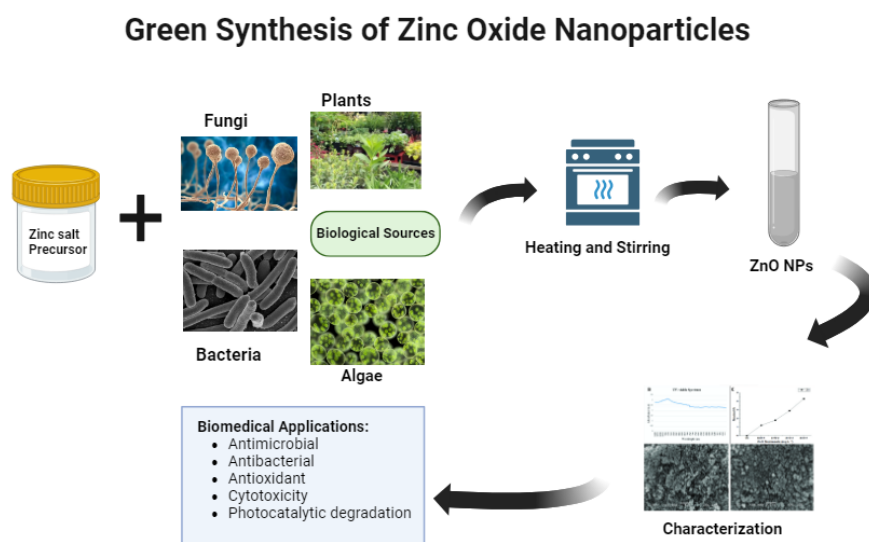 Green Synthesis of Zinc Oxide Nanoparticles
Plants
Fungi
Zinc salt
Precursor
Biological Sources
Heating and Stirring
ZnO NPs
Bacteria
Algae
Biomedical Applications:
• Antimicrobial
• Antibacterial
• Antioxidant
• Cytotoxicity
• Photocatalytic degradation
Characterization